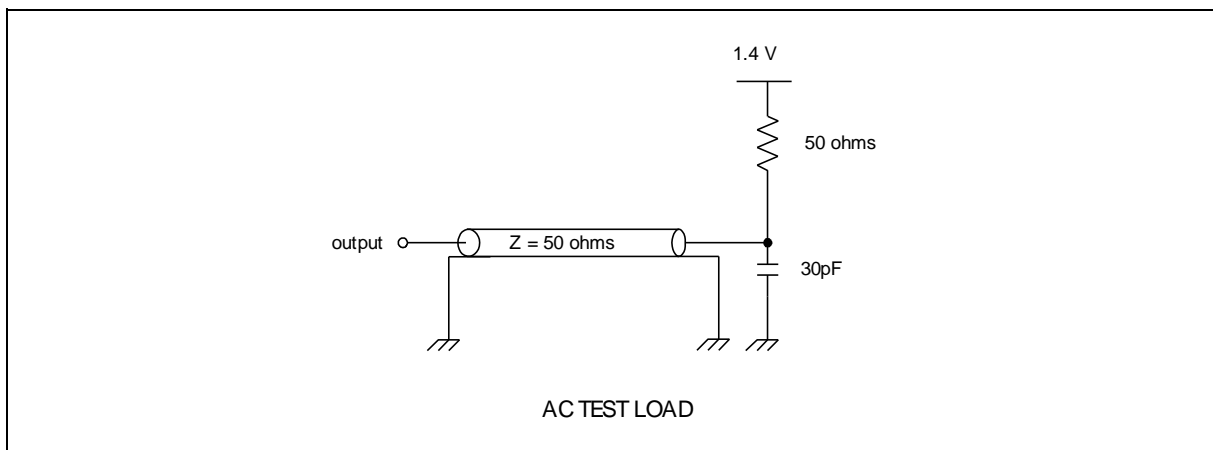 1.4 V
50 ohms
output
Z = 50 ohms
30pF
AC TEST LOAD